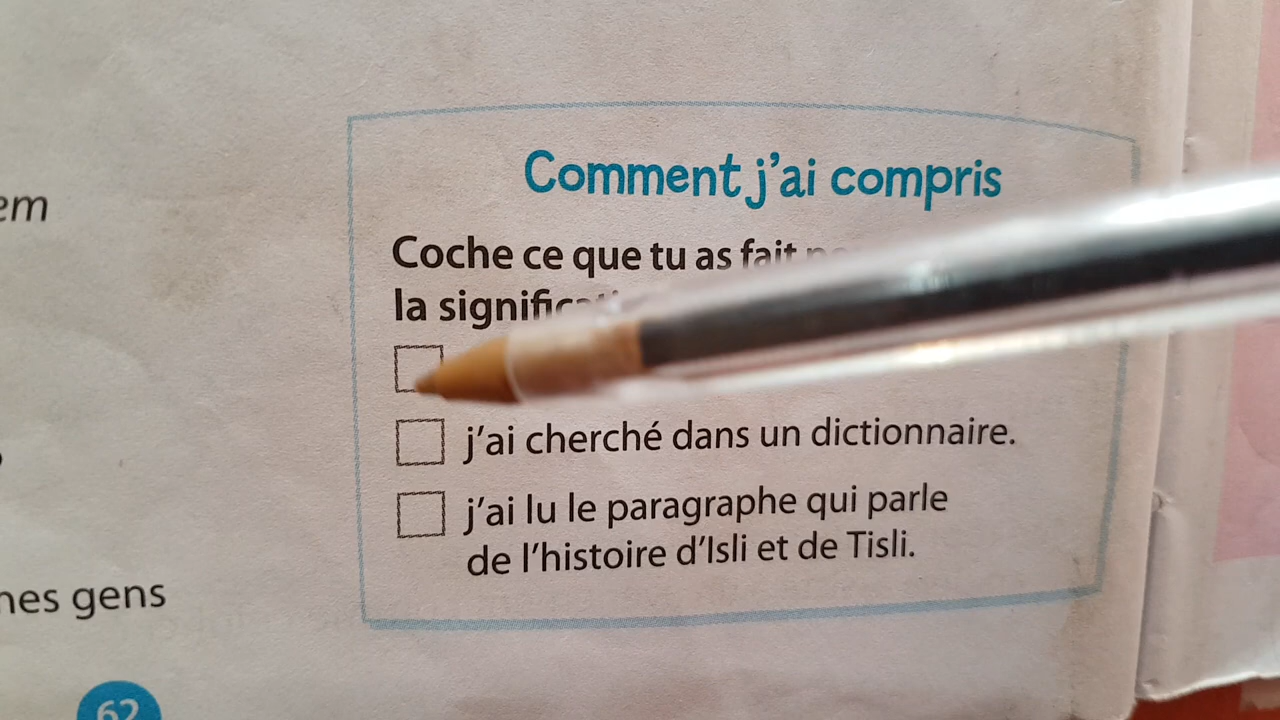 em
Comment j'ai compris
Coche ce que tu as fait
la
j'ai cherché dans un dictionnaire.
j'ai lu le paragraphe qui parle
de l'histoire d'Isli et de Tisli.
nes gens
62